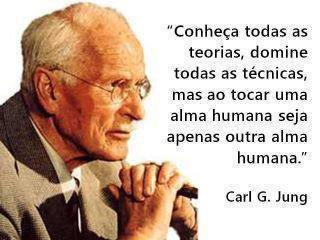 “Conheça todas as
teorias, domine
todas as técnicas,
mas ao tocar uma
alma humana seja
apenas outra alma
humana.”
Carl G. Jung